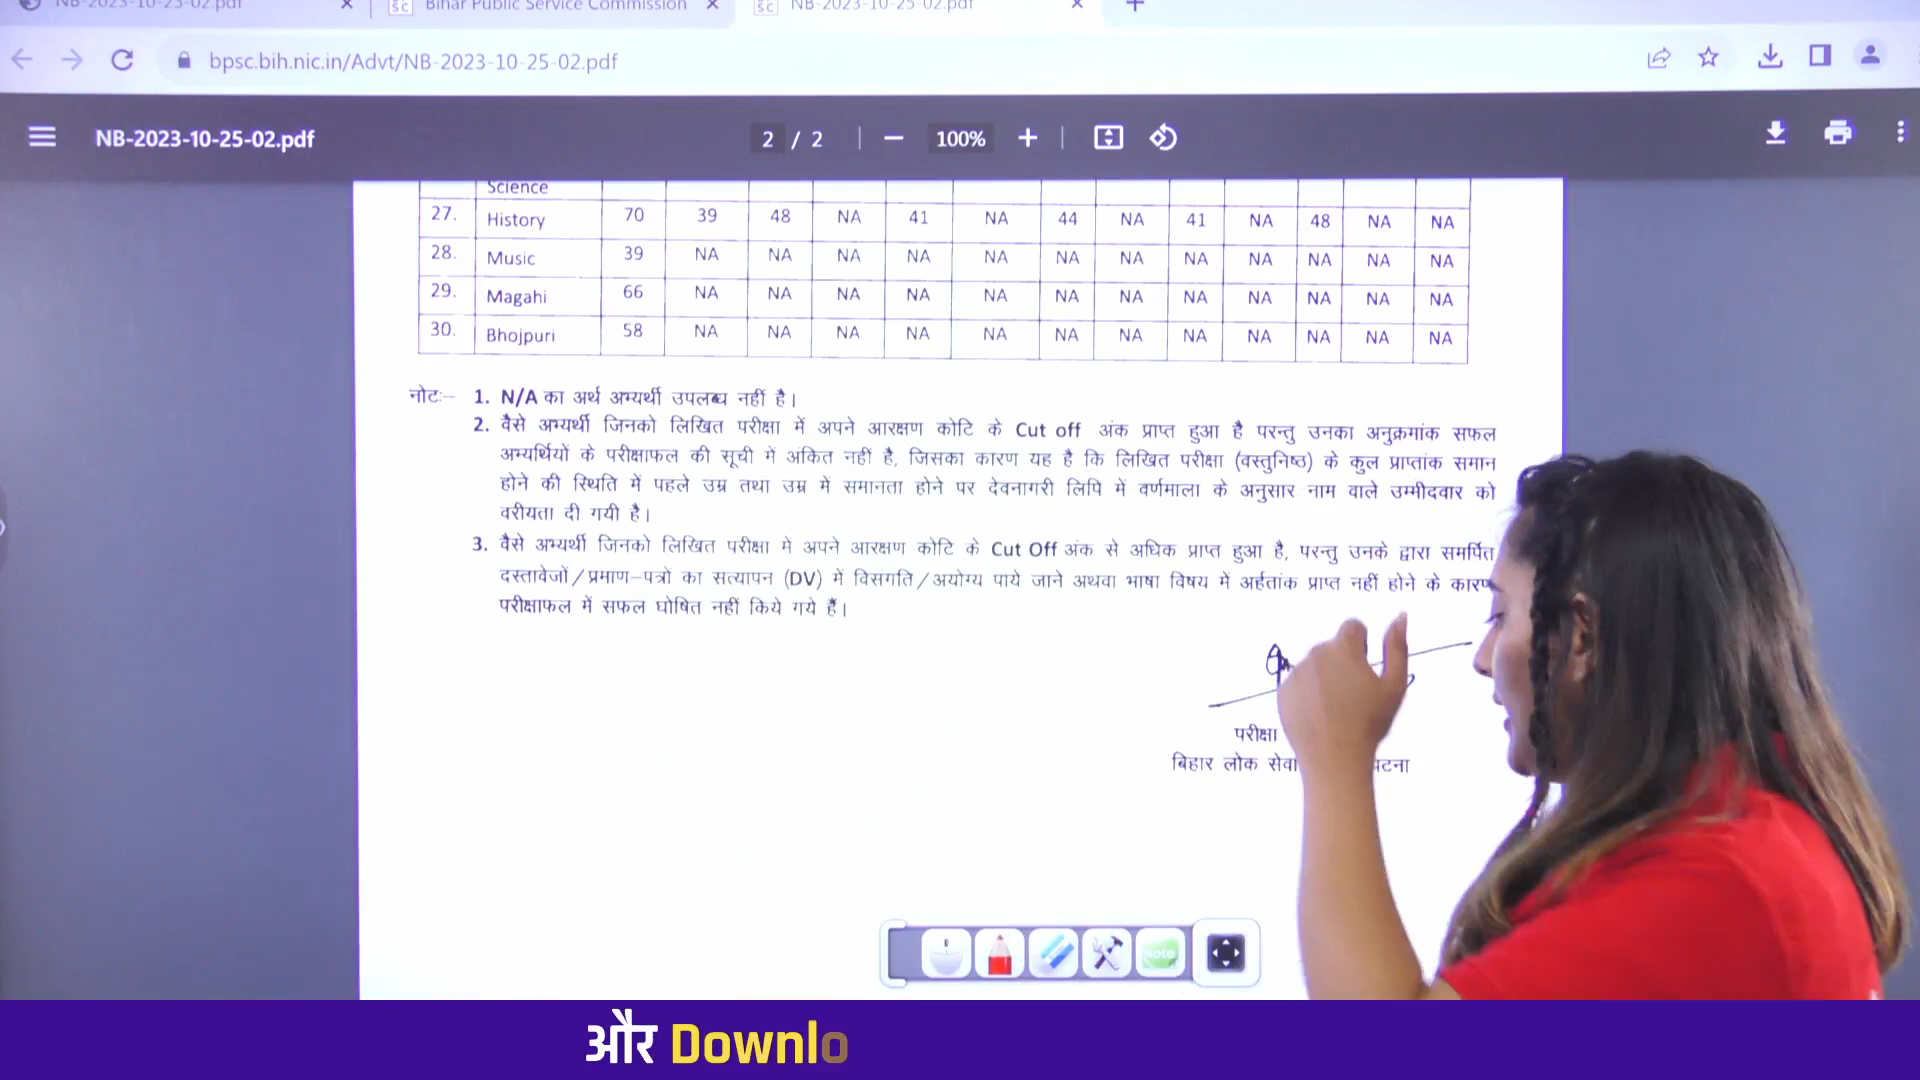 NB-2023-10-25-02.pdf
Bihar Public Service Commission
NB-2023-10-25-02.pdf
bpsc.bih.nic.in/Advt/NB-2023-10-25-02.pdf
NB-2023-10-25-02.pdf 2 / 2 100%
Science
27. History 70 39 48 NA 41 NA 44 NA 41 NA 48 NA NA
28. Music 39 NA NA NA NA NA NA NA NA NA NA NA NA
29. Magahi 66 NA NA NA NA NA NA NA NA NA NA NA NA
30. Bhojpuri 58 NA NA NA NA NA NA NA NA NA NA NA NA
नोटः– 1. N/A का अर्थ अभ्यर्थी उपलब्ध नहीं है।
2. वैसे अभ्यर्थी जिनको लिखित परीक्षा में अपने आरक्षण कोटि के Cut off अंक प्राप्त हुआ है परन्तु उनका अनुक्रमांक सफल
अभ्यर्थियों के परीक्षाफल की सूची में अंकित नहीं है, जिसका कारण यह है कि लिखित परीक्षा (वस्तुनिष्ठ) के कुल प्राप्तांक समान
होने की स्थिति में पहले उम्र तथा उम्र में समानता होने पर देवनागरी लिपि में वर्णमाला के अनुसार नाम वाले उम्मीदवार को
वरीयता दी गयी है।
3. वैसे अभ्यर्थी जिनको लिखित परीक्षा मे अपने आरक्षण कोटि के Cut Off अंक से अधिक प्राप्त हुआ है, परन्तु उनके द्वारा समर्पित
दस्तावेजों/प्रमाण–पत्रों का सत्यापन (DV) में विसंगति/अयोग्य पाये जाने अथवा भाषा विषय में अर्हतांक प्राप्त नहीं होने के कारण
परीक्षाफल में सफल घोषित नहीं किये गये हैं।
परीक्षा
बिहार लोक सेवा पटना
Note
और Downlo